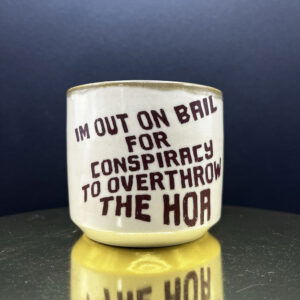 IM OUT ON BAIL
FOR
CONSPIRACY
TO OVERTHROW
THE HOA